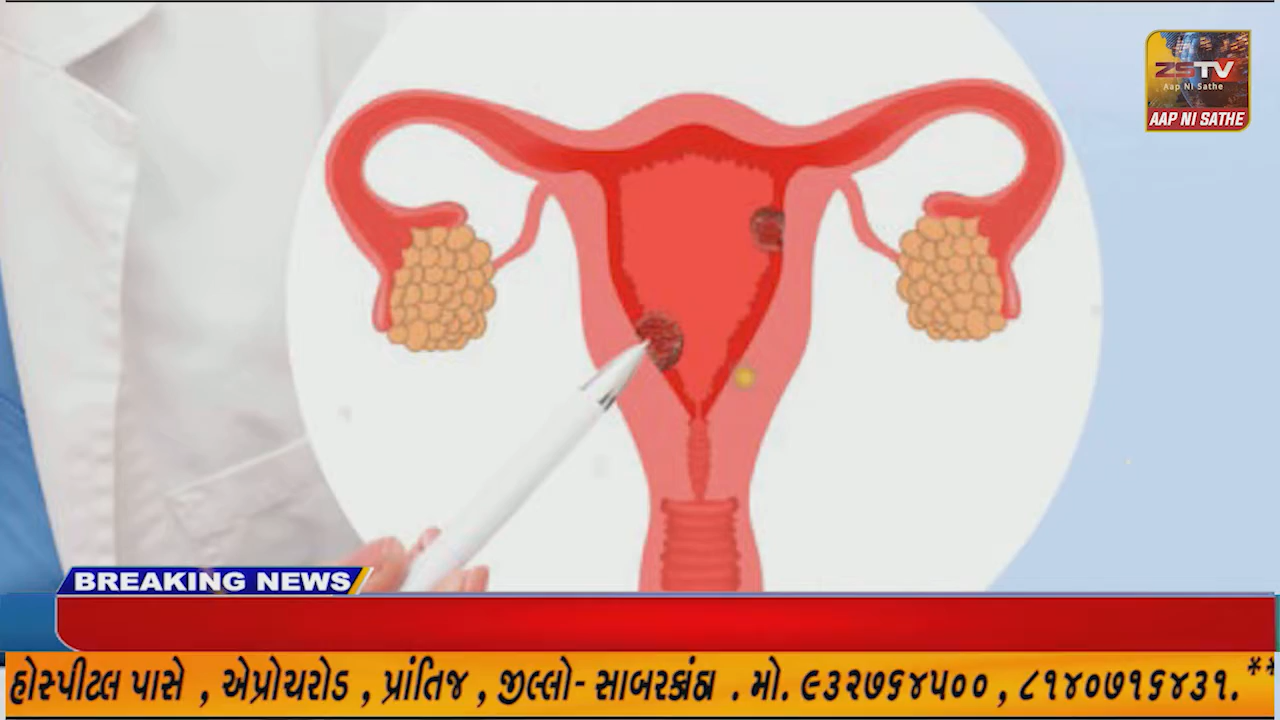 ZSTV
Aap Ni Sathe
AAP NI SATHE
BREAKING NEWS
હોસ્પીટલ પાસે , એપ્રોચરોડ , પ્રાંતિજ , જીલ્લો- સાબરકાંઠા . મો. ૯૩૨૭૬૪૫૦૦ , ૮૧૪૦૭૧૬૪૩૧. **